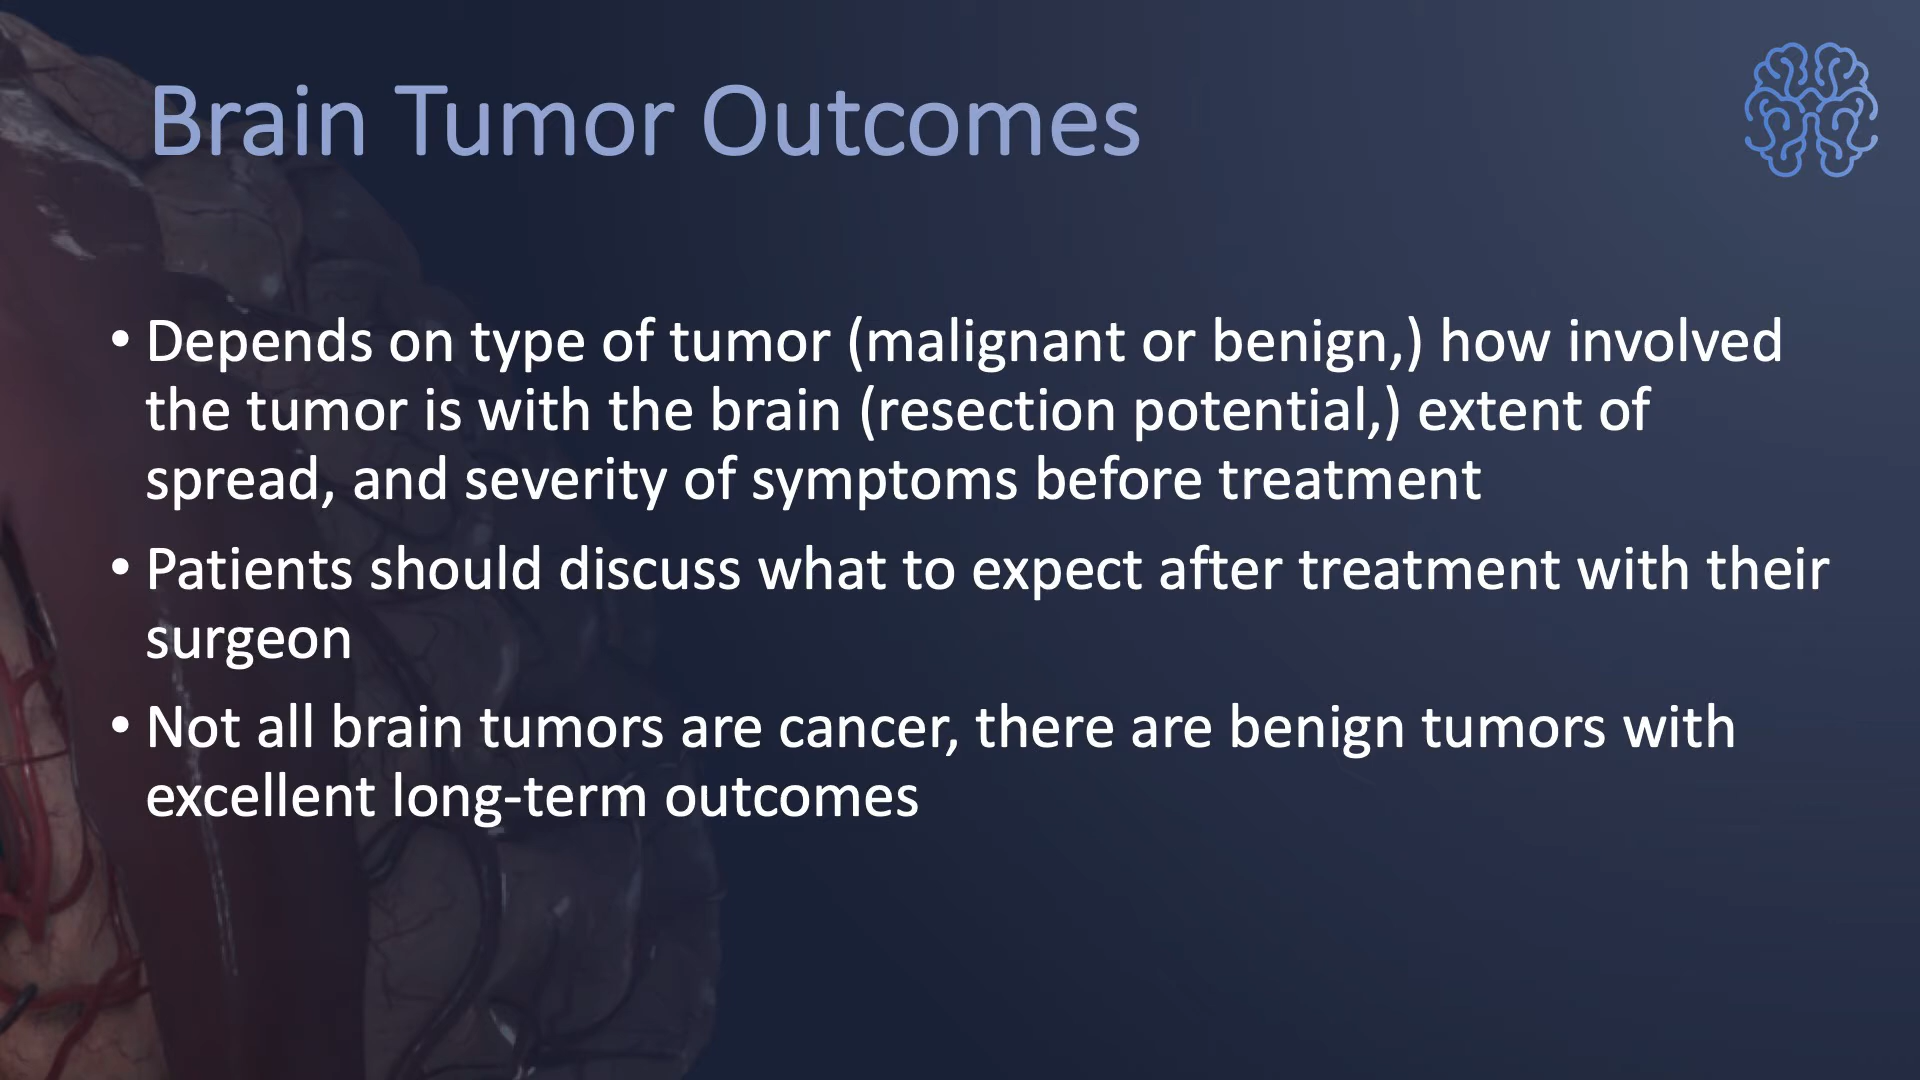 Brain Tumor Outcomes
• Depends on type of tumor (malignant or benign,) how involved
the tumor is with the brain (resection potential,) extent of
spread, and severity of symptoms before treatment
• Patients should discuss what to expect after treatment with their
surgeon
• Not all brain tumors are cancer, there are benign tumors with
excellent long-term outcomes